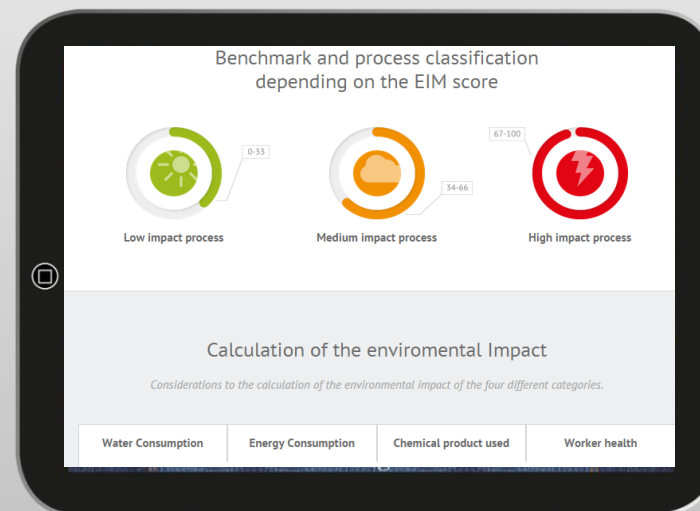 Benchmark and process classification
depending on the EIM score
0-33
34-66
67-100
Low impact process
Medium impact process
High impact process
Calculation of the enviromental Impact
Considerations to the calculation of the environmental impact of the four different categories.
Water Consumption
Energy Consumption
Chemical product used
Worker health